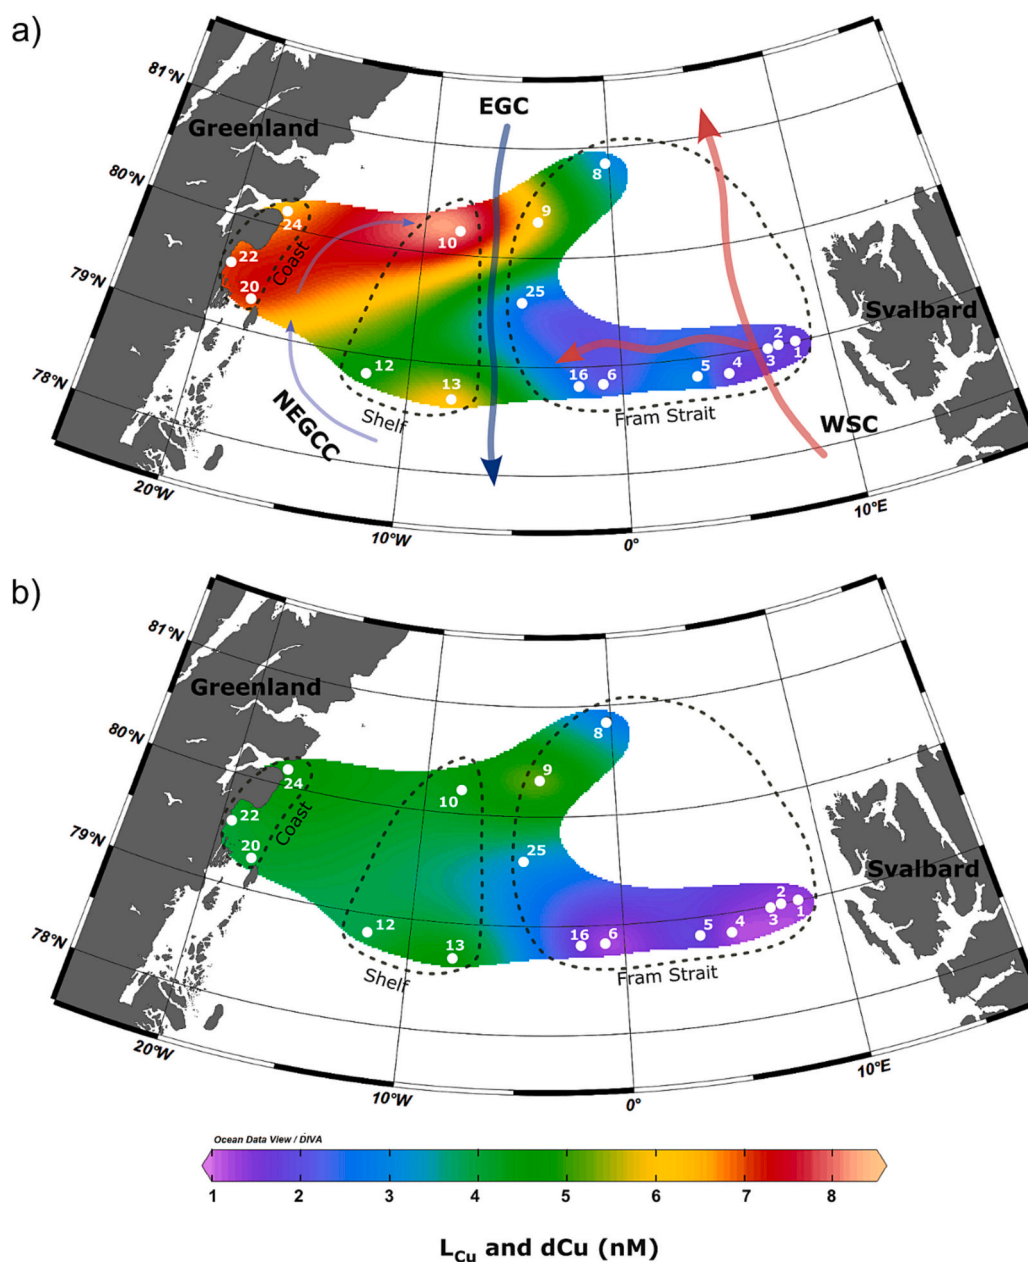 a)
81°N
80°N
79°N
78°N
20°W
10°W
0°
10°E
Greenland
Svalbard
EGC
WSC
NEGCC
Coast
Shelf
Fram Strait
8
9
10
24
22
20
25
12
13
16
6
5
4
3
2
1
b)
81°N
80°N
79°N
78°N
20°W
10°W
0°
10°E
Greenland
Svalbard
Coast
Shelf
Fram Strait
8
9
10
24
22
20
25
12
13
16
6
5
4
3
2
1
Ocean Data View / DIVA
1 2 3 4 5 6 7 8
L_Cu and dCu (nM)